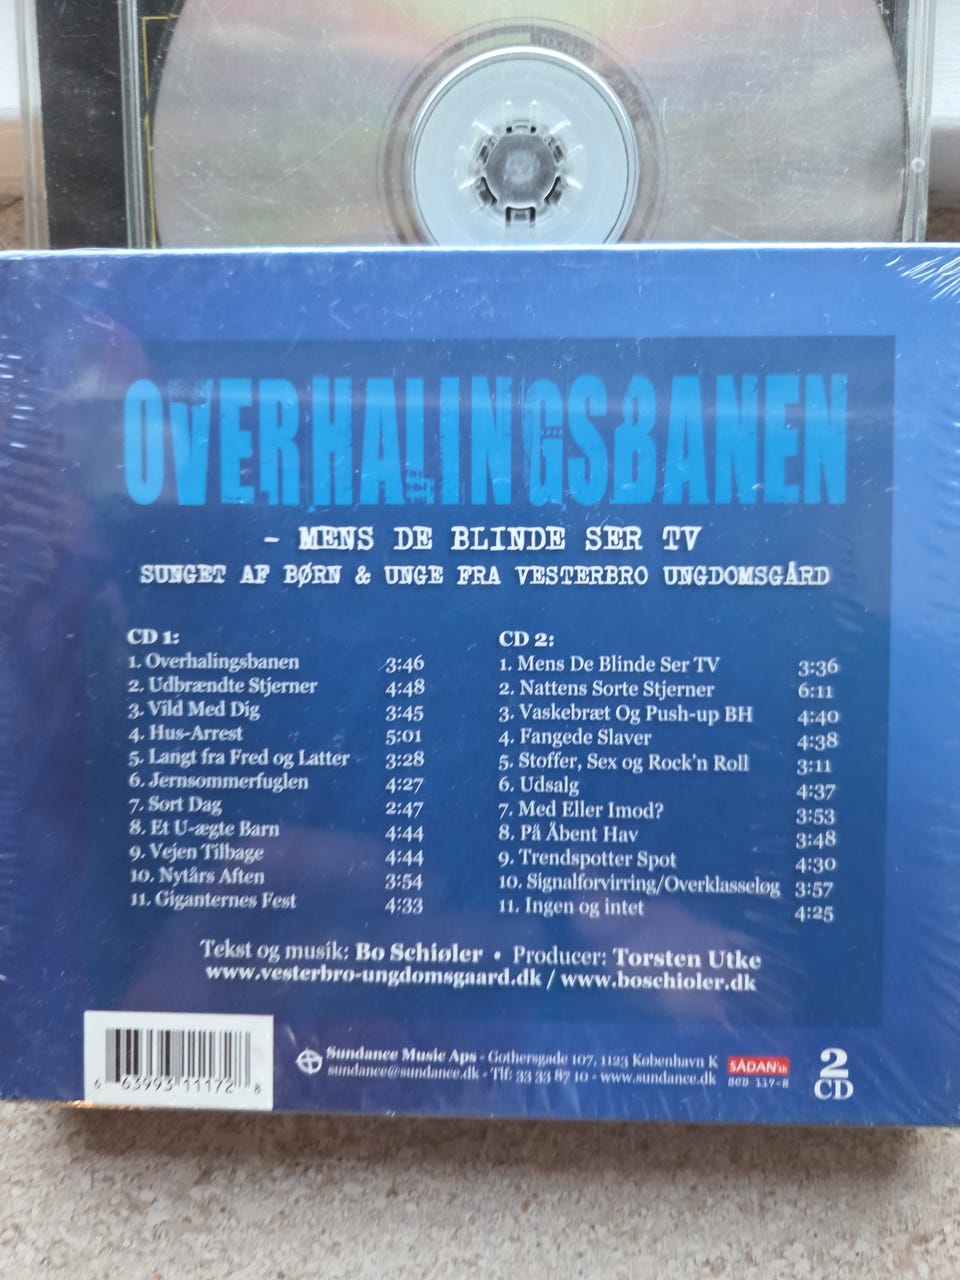 OVERHALINGSBANEN
- MENS DE BLINDE SER TV
SUNGET AF BØRN & UNGE FRA VESTERBRO UNGDOMSGÅRD
CD 1:
1. Overhalingsbanen 3:46
2. Udbrændte Stjerner 4:48
3. Vild Med Dig 3:45
4. Hus-Arrest 5:01
5. Langt fra Fred og Latter 3:28
6. Jernsommerfuglen 4:27
7. Sort Dag 2:47
8. Et U-ægte Barn 4:44
9. Vejen Tilbage 4:44
10. Nytårs Aften 3:54
11. Giganternes Fest 4:33
CD 2:
1. Mens De Blinde Ser TV 3:36
2. Nattens Sorte Stjerner 6:11
3. Vaskebræt Og Push-up BH 4:40
4. Fangede Slaver 4:38
5. Stoffer, Sex og Rock'n Roll 3:11
6. Udsalg 4:37
7. Med Eller Imod? 3:53
8. På Åbent Hav 3:48
9. Trendspotter Spot 4:30
10. Signalforvirring/Overklasseløg 3:57
11. Ingen og intet 4:25
Tekst og musik: Bo Schiøler • Producer: Torsten Utke
www.vesterbro-ungdomsgaard.dk / www.boschioler.dk
6 63993 11172 8
Sundance Music Aps - Gothersgade 107, 1123 København K
sundance@sundance.dk - Tlf: 33 33 87 10 - www.sundance.dk
SÅDAN
SCD 117-8
2
CD